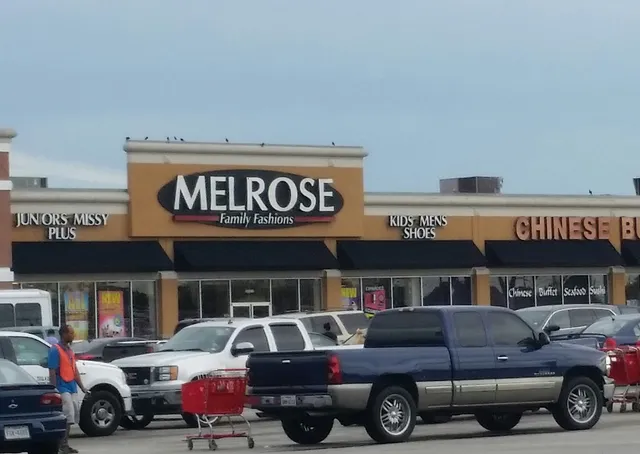 MELROSE
Family Fashions
JUNIORS MISSY
PLUS
KIDS MENS
SHOES
CHINESE
Chinese Buffet Seafood Sushi